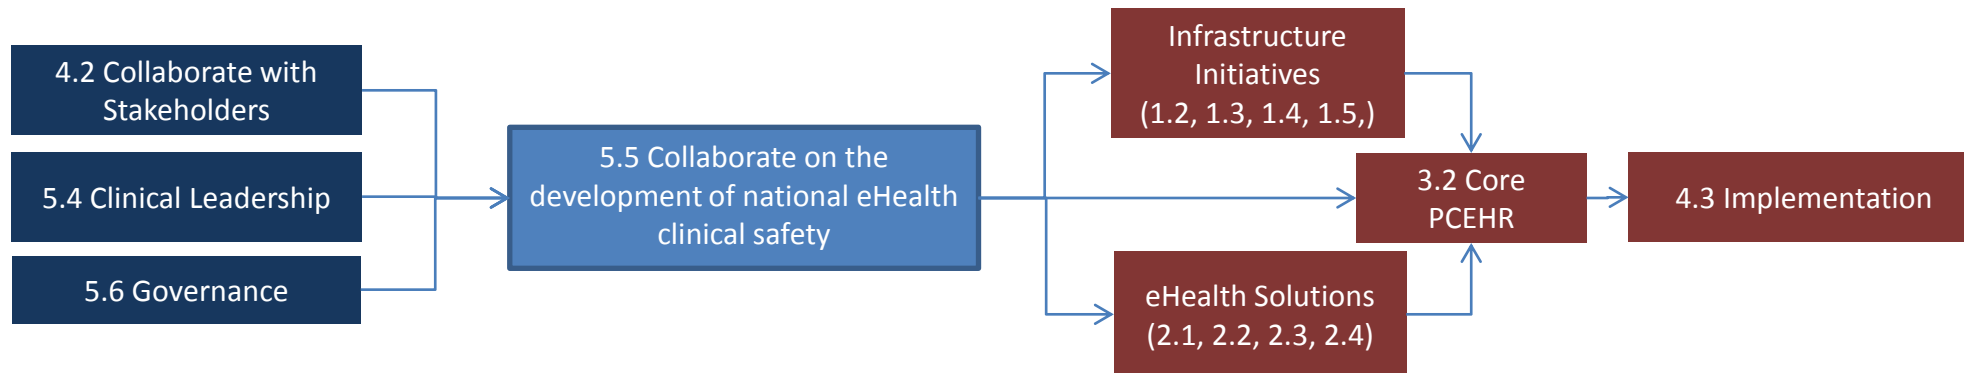 4.2 Collaborate with
Stakeholders
5.4 Clinical Leadership
5.6 Governance
5.5 Collaborate on the
development of national eHealth
clinical safety
Infrastructure
Initiatives
(1.2, 1.3, 1.4, 1.5,)
3.2 Core
PCEHR
eHealth Solutions
(2.1, 2.2, 2.3, 2.4)
4.3 Implementation